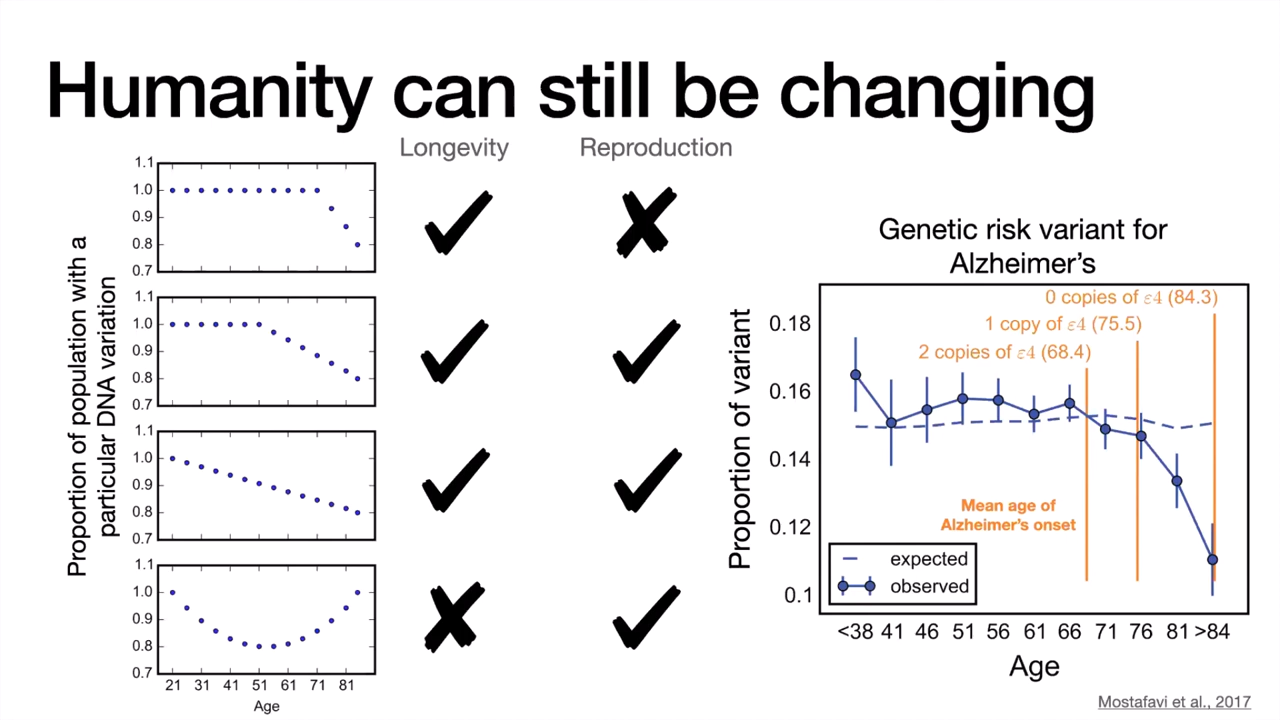 Humanity can still be changing
Longevity
Reproduction
Proportion of population with a
particular DNA variation
1.1
1.0
0.9
0.8
0.7
1.1
1.0
0.9
0.8
0.7
1.1
1.0
0.9
0.8
0.7
1.1
1.0
0.9
0.8
0.7
21 31 41 51 61 71 81
Age
Genetic risk variant for
Alzheimer's
Proportion of variant
0.18
0.16
0.14
0.12
0.1
0 copies of ε4 (84.3)
1 copy of ε4 (75.5)
2 copies of ε4 (68.4)
Mean age of
Alzheimer's onset
expected
observed
<38 41 46 51 56 61 66 71 76 81 >84
Age
Mostafavi et al., 2017